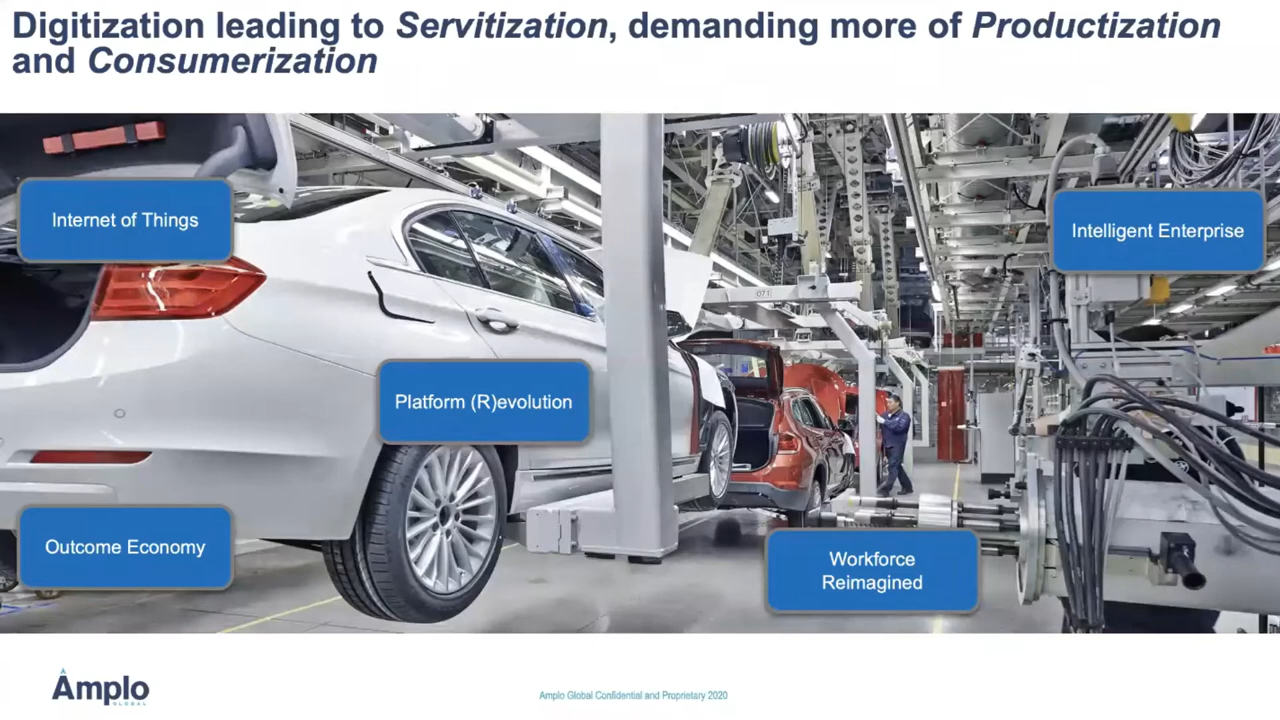 Digitization leading to Servitization, demanding more of Productization
and Consumerization
Internet of Things
Intelligent Enterprise
071
Platform (R)evolution
Outcome Economy
Workforce
Reimagined
Amplo
GLOBAL
Amplo Global Confidential and Proprietary 2020